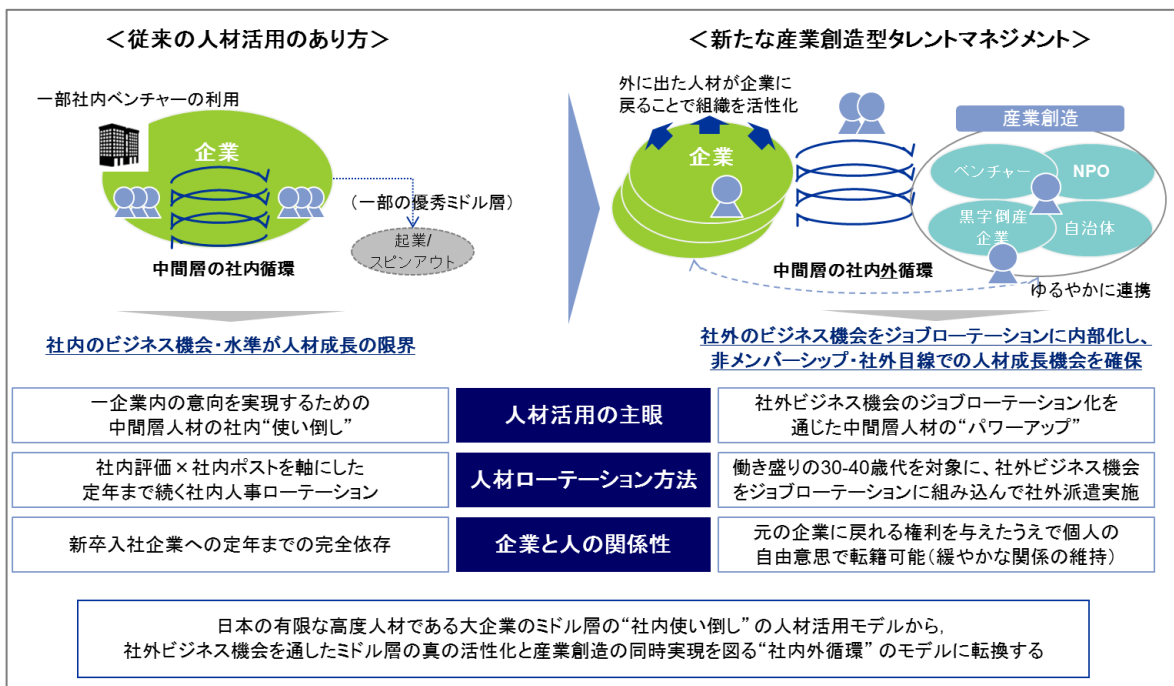 ＜従来の人材活用のあり方＞
一部社内ベンチャーの利用
企業
（一部の優秀ミドル層）
起業/
スピンアウト
中間層の社内循環
社内のビジネス機会・水準が人材成長の限界
＜新たな産業創造型タレントマネジメント＞
外に出た人材が企業に
戻ることで組織を活性化
企業
産業創造
ベンチャー
NPO
黒字倒産
企業
自治体
中間層の社内外循環
ゆるやかに連携
社外のビジネス機会をジョブローテーションに内部化し、
非メンバーシップ・社外目線での人材成長機会を確保
一企業内の意向を実現するための
中間層人材の社内“使い倒し”
人材活用の主眼
社外ビジネス機会のジョブローテーション化を
通じた中間層人材の“パワーアップ”
社内評価×社内ポストを軸にした
定年まで続く社内人事ローテーション
人材ローテーション方法
働き盛りの30-40歳代を対象に、社外ビジネス機会
をジョブローテーションに組み込んで社外派遣実施
新卒入社企業への定年までの完全依存
企業と人の関係性
元の企業に戻れる権利を与えたうえで個人の
自由意思で転籍可能（緩やかな関係の維持）
日本の有限な高度人材である大企業のミドル層の“社内使い倒し” の人材活用モデルから,
社外ビジネス機会を通したミドル層の真の活性化と産業創造の同時実現を図る“社内外循環” のモデルに転換する